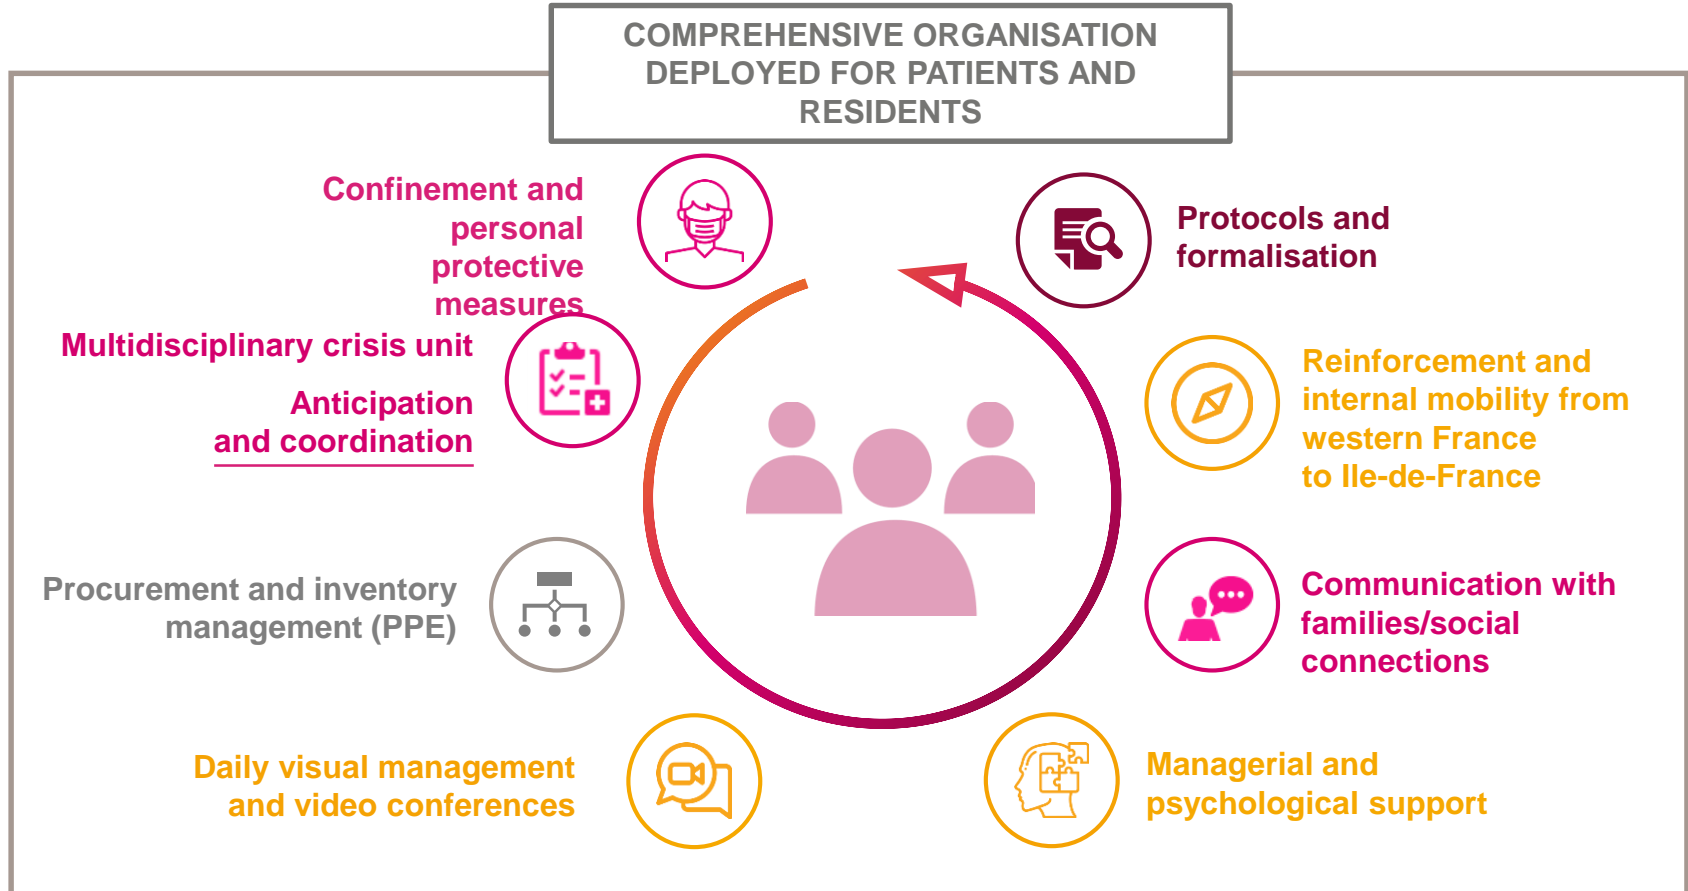 COMPREHENSIVE ORGANISATION
DEPLOYED FOR PATIENTS AND
RESIDENTS
Confinement and
personal
protective
measures
Multidisciplinary crisis unit
Anticipation
and coordination
Procurement and inventory
management (PPE)
Daily visual management
and video conferences
Protocols and
formalisation
Reinforcement and
internal mobility from
western France
to Ile-de-France
Communication with
families/social
connections
Managerial and
psychological support